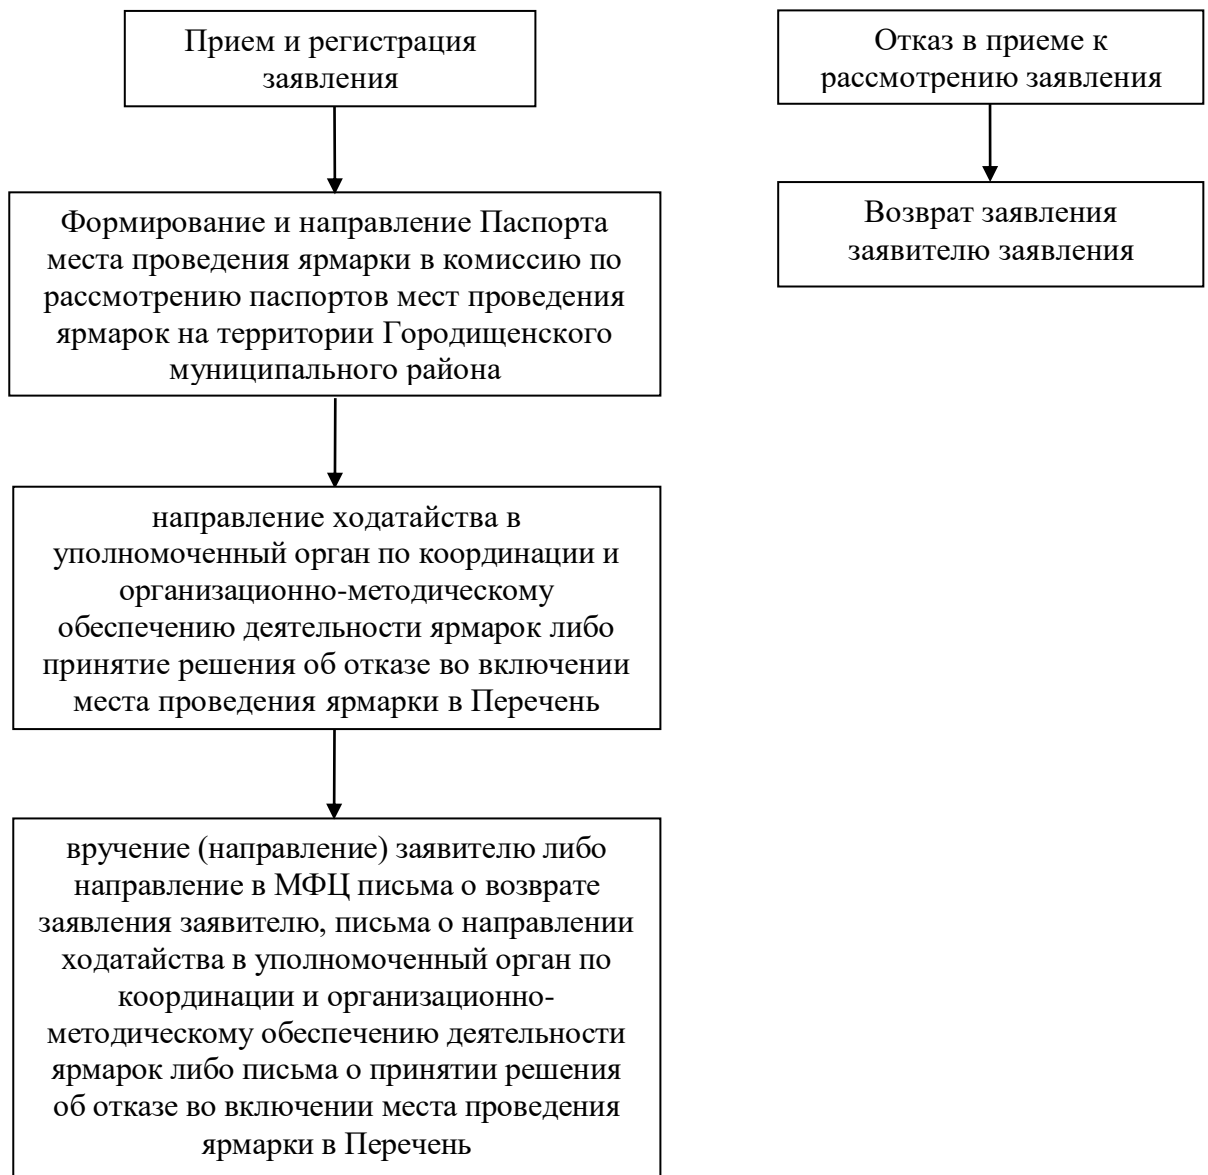 Прием и регистрация
заявления
Отказ в приеме к
рассмотрению заявления
Формирование и направление Паспорта
места проведения ярмарки в комиссию по
рассмотрению паспортов мест проведения
ярмарок на территории Городищенского
муниципального района
Возврат заявления
заявителю заявления
направление ходатайства в
уполномоченный орган по координации и
организационно-методическому
обеспечению деятельности ярмарок либо
принятие решения об отказе во включении
места проведения ярмарки в Перечень
вручение (направление) заявителю либо
направление в МФЦ письма о возврате
заявления заявителю, письма о направлении
ходатайства в уполномоченный орган по
координации и организационно-
методическому обеспечению деятельности
ярмарок либо письма о принятии решения
об отказе во включении места проведения
ярмарки в Перечень